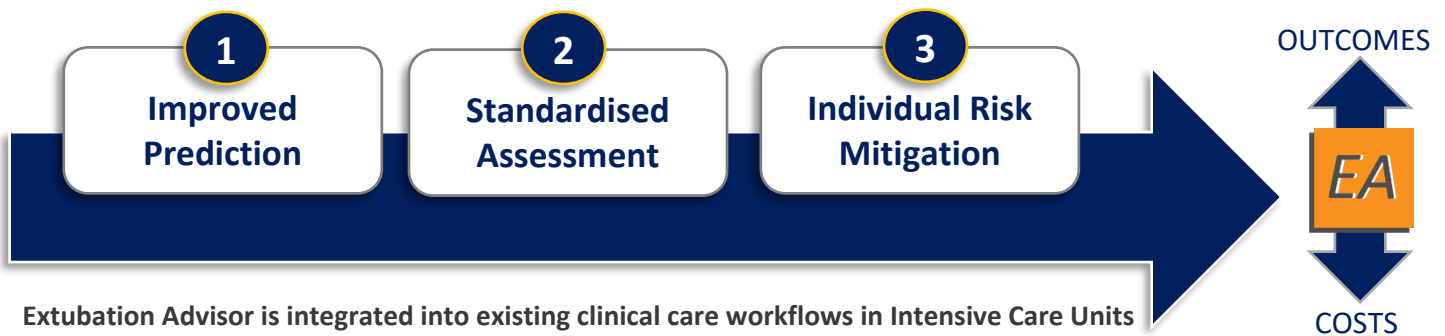 1
Improved
Prediction
2
Standardised
Assessment
3
Individual Risk
Mitigation
OUTCOMES
EA
COSTS
Extubation Advisor is integrated into existing clinical care workflows in Intensive Care Units